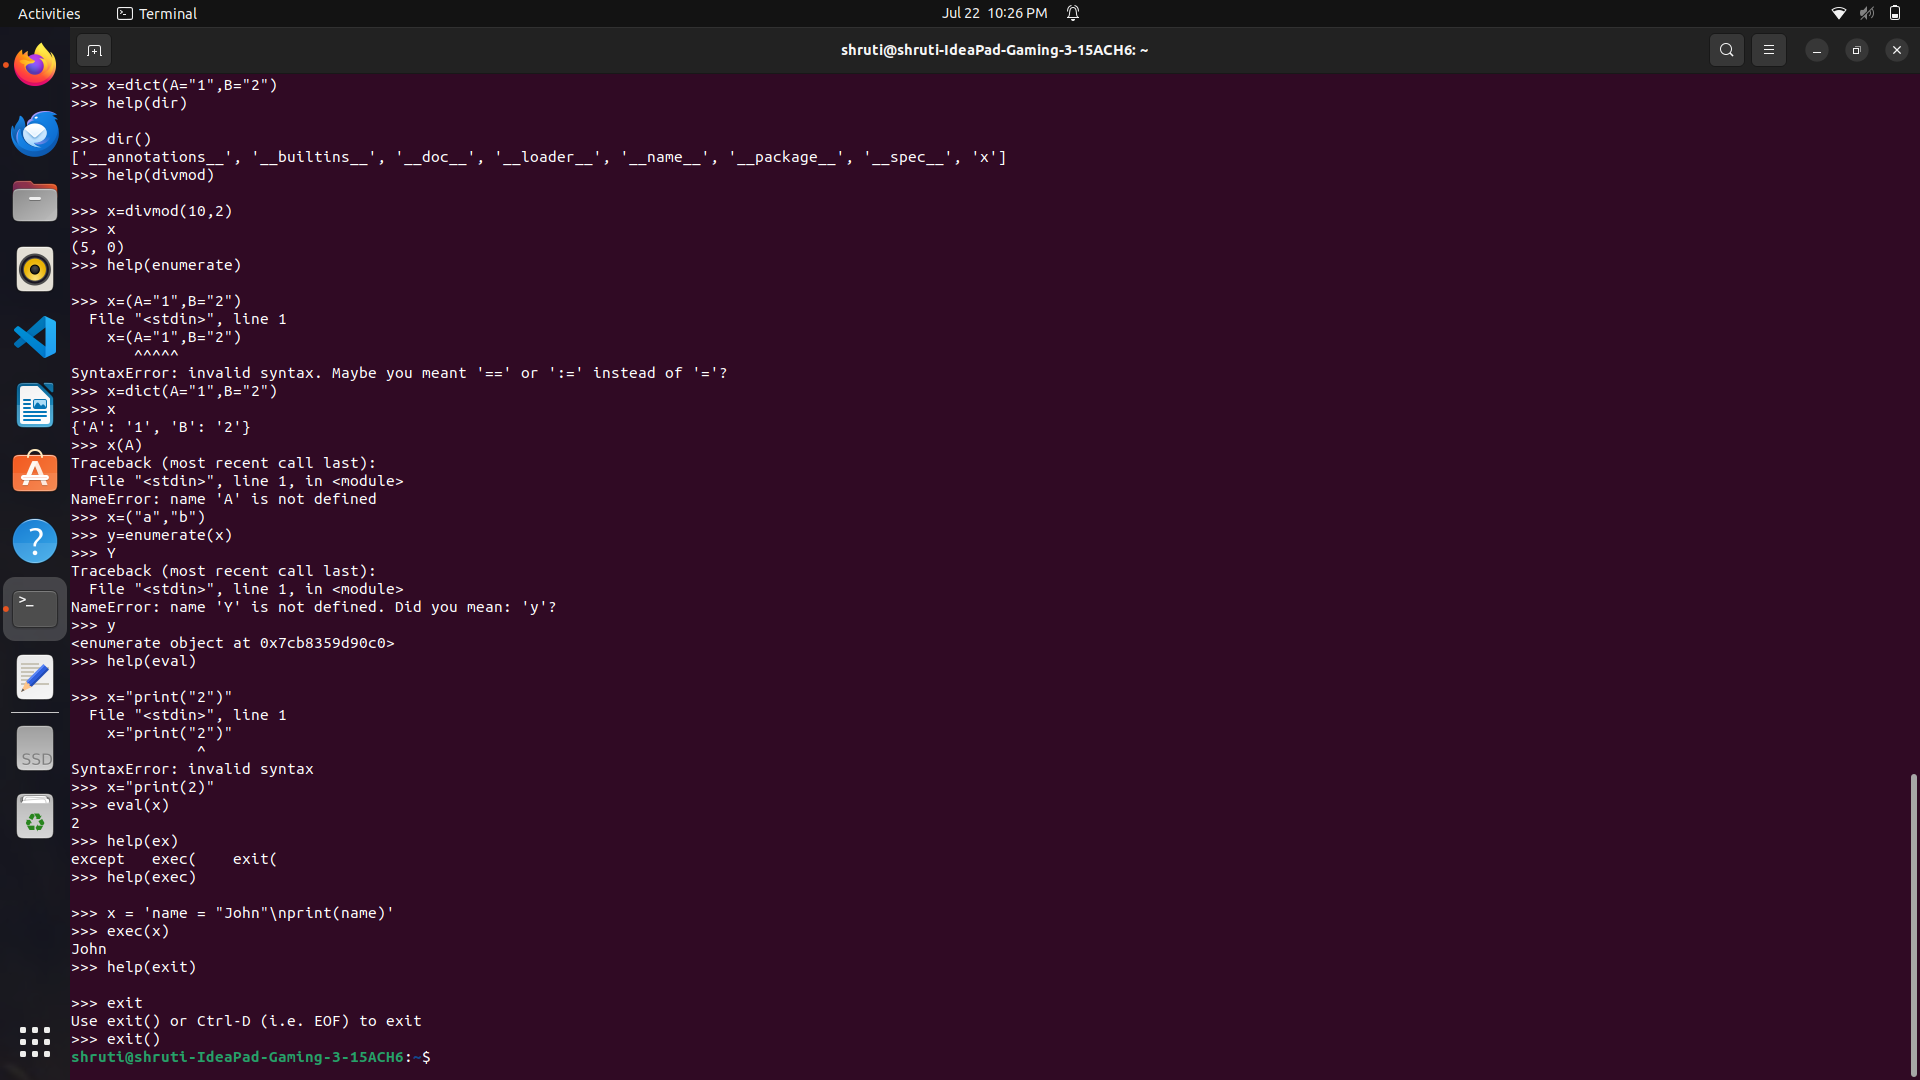 Activities
Terminal
Jul 22 10:26 PM
shruti@shruti-IdeaPad-Gaming-3-15ACH6: ~
>>> x=dict(A="1",B="2")
>>> help(dir)

>>> dir()
['__annotations__', '__builtins__', '__doc__', '__loader__', '__name__', '__package__', '__spec__', 'x']
>>> help(divmod)

>>> x=divmod(10,2)
>>> x
(5, 0)
>>> help(enumerate)

>>> x=(A="1",B="2")
  File "<stdin>", line 1
    x=(A="1",B="2")
       ^^^^^
SyntaxError: invalid syntax. Maybe you meant '==' or ':=' instead of '='?
>>> x=dict(A="1",B="2")
>>> x
{'A': '1', 'B': '2'}
>>> x(A)
Traceback (most recent call last):
  File "<stdin>", line 1, in <module>
NameError: name 'A' is not defined
>>> x=("a","b")
>>> y=enumerate(x)
>>> Y
Traceback (most recent call last):
  File "<stdin>", line 1, in <module>
NameError: name 'Y' is not defined. Did you mean: 'y'?
>>> y
<enumerate object at 0x7cb8359d90c0>
>>> help(eval)

>>> x="print("2")"
  File "<stdin>", line 1
    x="print("2")"
              ^
SyntaxError: invalid syntax
>>> x="print(2)"
>>> eval(x)
2
>>> help(ex)
except   exec(    exit(
>>> help(exec)

>>> x = 'name = "John"\nprint(name)'
>>> exec(x)
John
>>> help(exit)

>>> exit
Use exit() or Ctrl-D (i.e. EOF) to exit
>>> exit()
shruti@shruti-IdeaPad-Gaming-3-15ACH6:~$
SSD